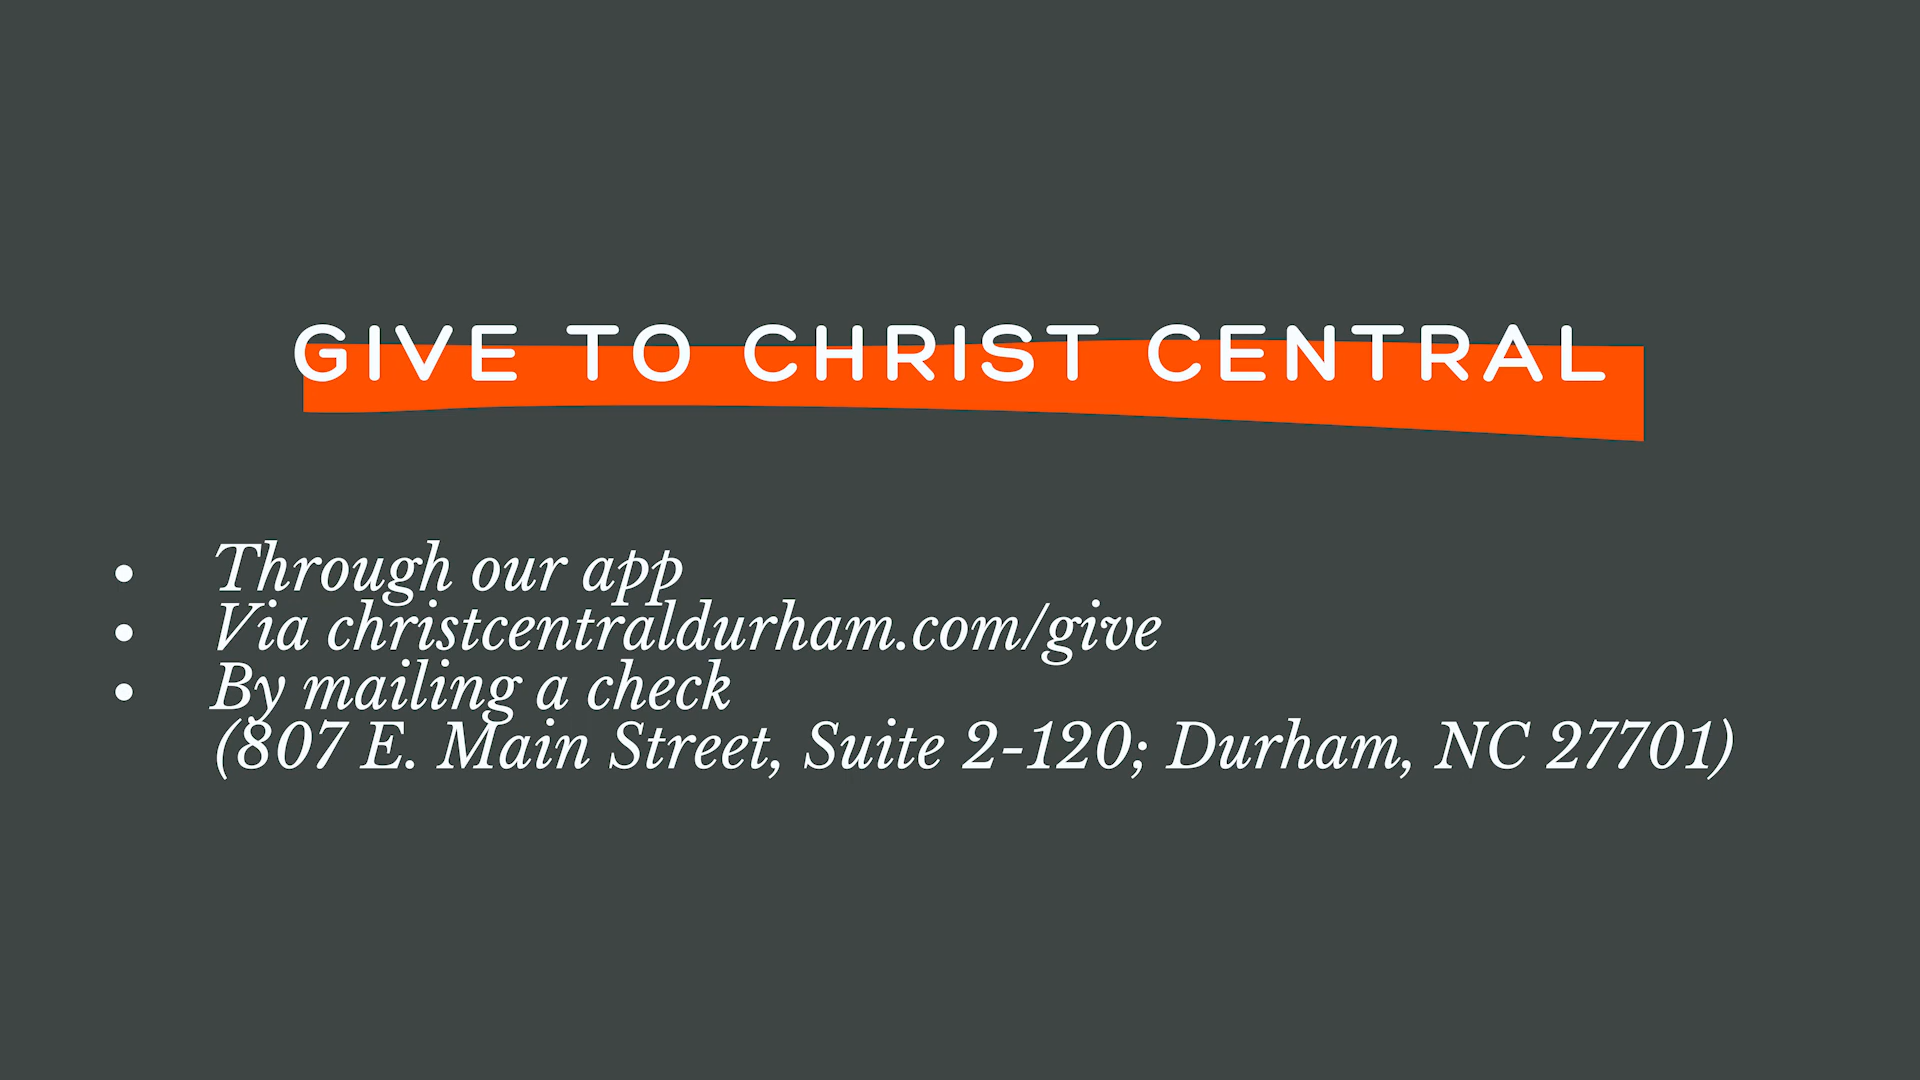 GIVE TO CHRIST CENTRAL
• Through our app
• Via christcentraldurham.com/give
• By mailing a check
(807 E. Main Street, Suite 2-120; Durham, NC 27701)